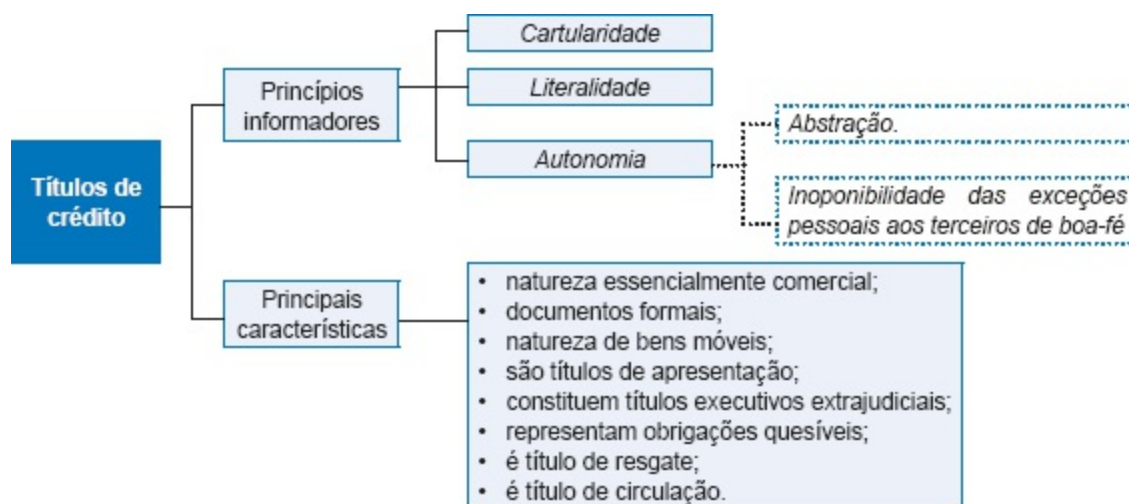 Títulos de
crédito
Princípios
informadores
Cartularidade
Literalidade
Autonomia
Abstração.
Inoponibilidade das exceções
pessoais aos terceiros de boa-fé
Principais
características
• natureza essencialmente comercial;
• documentos formais;
• natureza de bens móveis;
• são títulos de apresentação;
• constituem títulos executivos extrajudiciais;
• representam obrigações quesíveis;
• é título de resgate;
• é título de circulação.